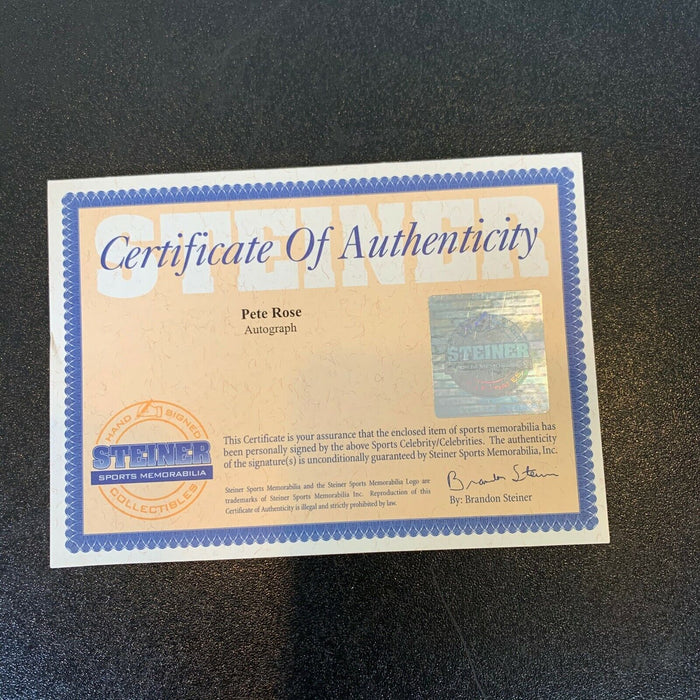 STEINER
Certificate Of Authenticity
Pete Rose
Autograph
STEINER
HAND SIGNED
STEINER
SPORTS MEMORABILIA
COLLECTIBLES
This Certificate is your assurance that the enclosed item of sports memorabilia has
been personally signed by the above Sports Celebrity/Celebrities. The authenticity
of the signature(s) is unconditionally guaranteed by Steiner Sports Memorabilia, Inc.
Steiner Sports Memorabilia and the Steiner Sports Memorabilia Logo are
trademarks of Steiner Sports Memorabilia Inc. Reproduction of this
Certificate of Authenticity is illegal and strictly prohibited by law.
Brandon Steiner
By: Brandon Steiner